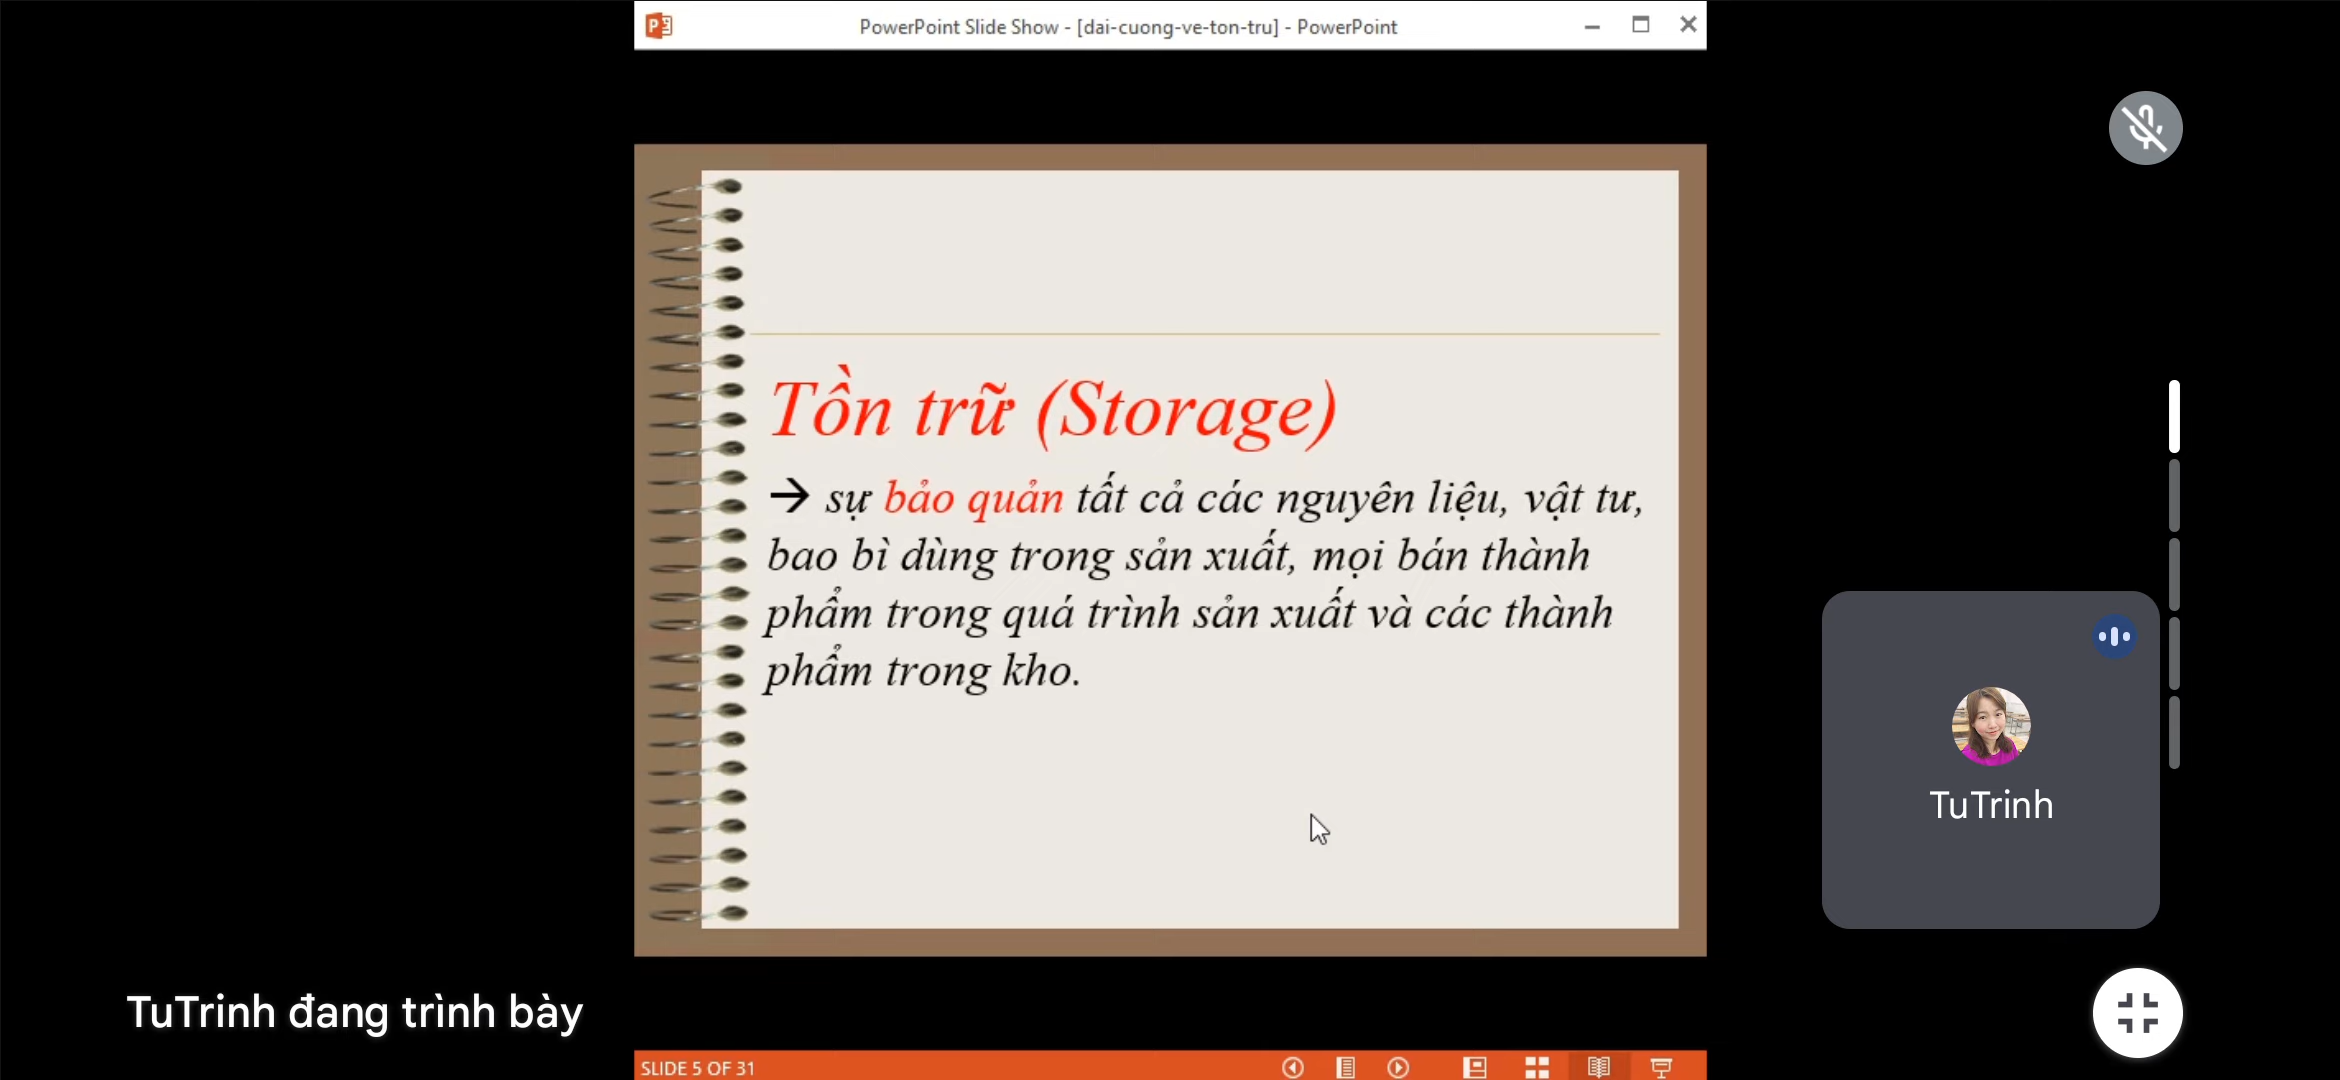 PowerPoint Slide Show - [dai-cuong-ve-ton-tru] - PowerPoint
Tồn trữ (Storage)
→ sự bảo quản tất cả các nguyên liệu, vật tư,
bao bì dùng trong sản xuất, mọi bán thành
phẩm trong quá trình sản xuất và các thành
phẩm trong kho.
TuTrinh
TuTrinh đang trình bày
SLIDE 5 OF 31